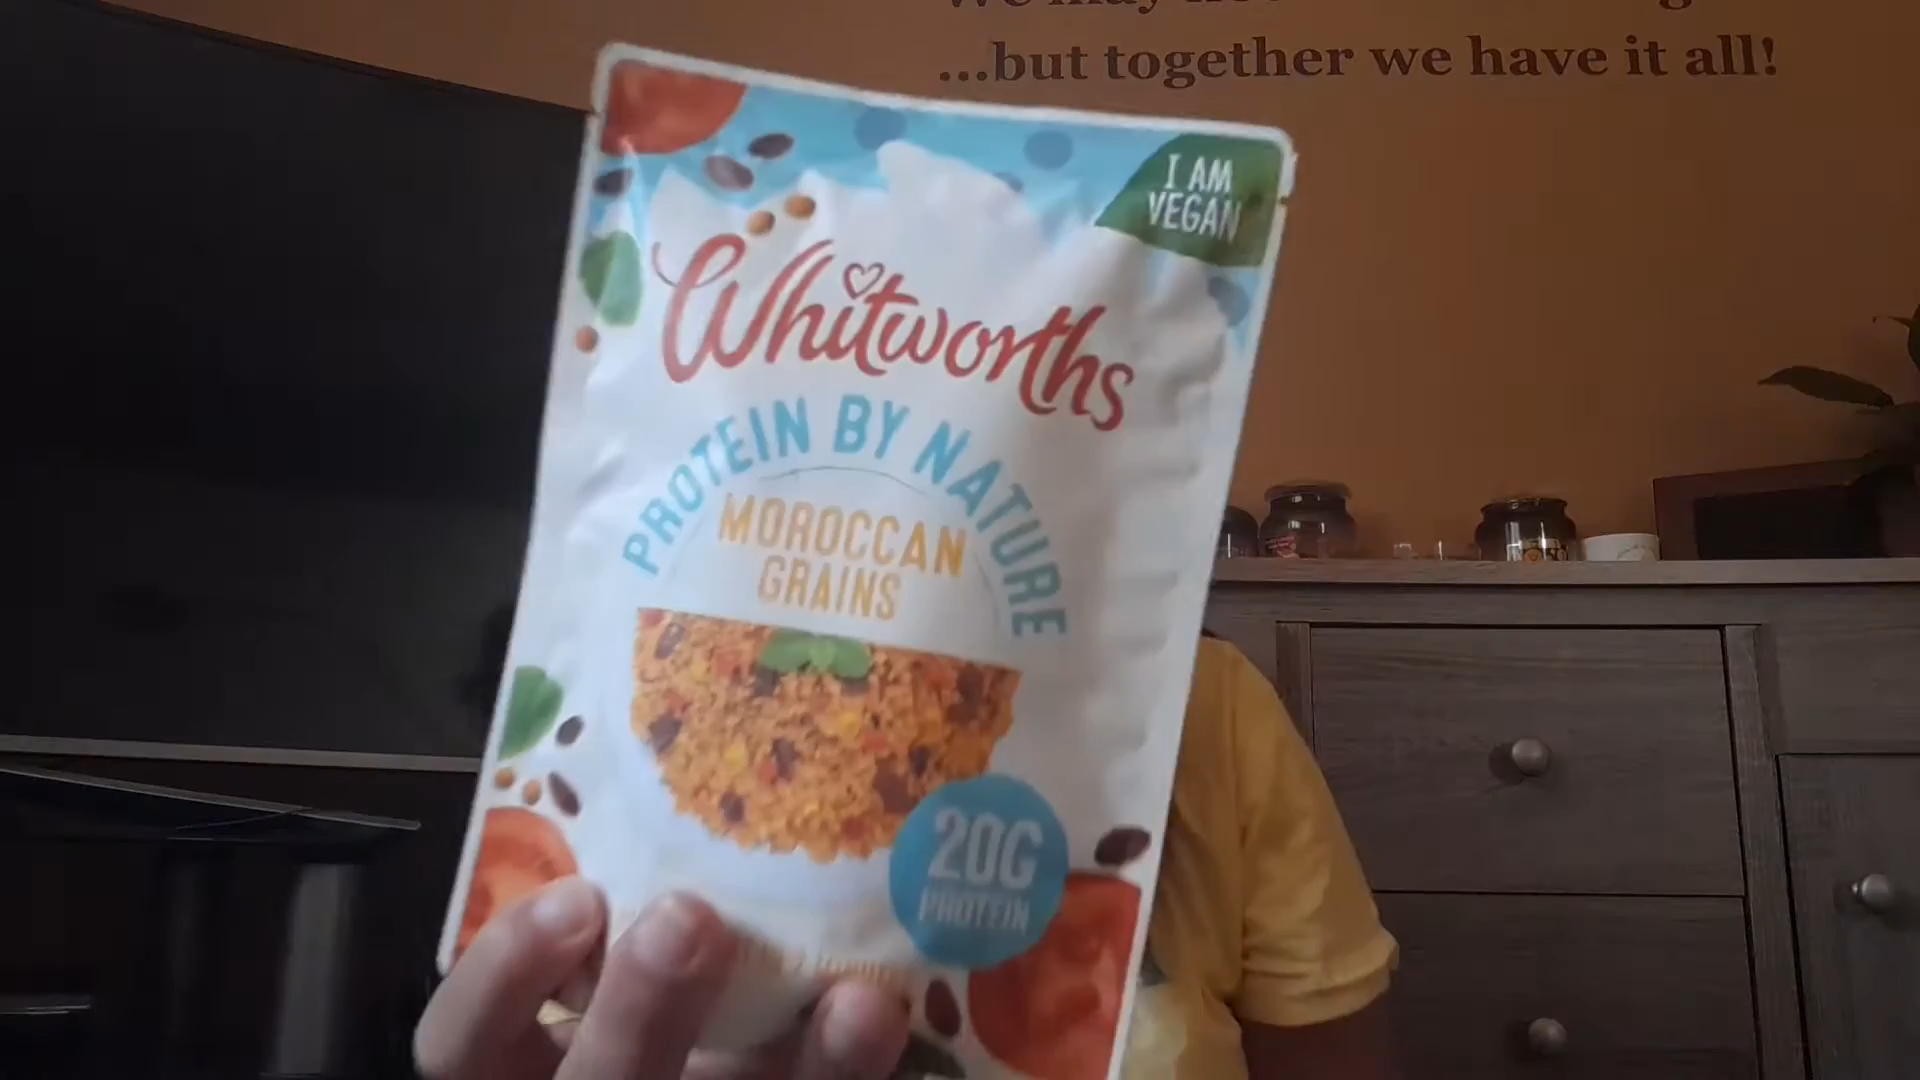 ...but together we have it all!
I AM
VEGAN
Whitworths
PROTEIN BY NATURE
MOROCCAN
GRAINS
20G
PROTEIN